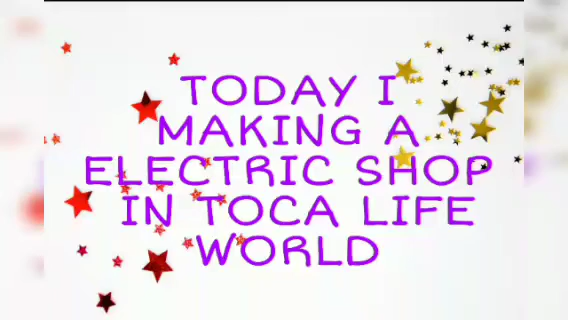 TODAY I
MAKING A
ELECTRIC SHOP
IN TOCA LIFE
WORLD